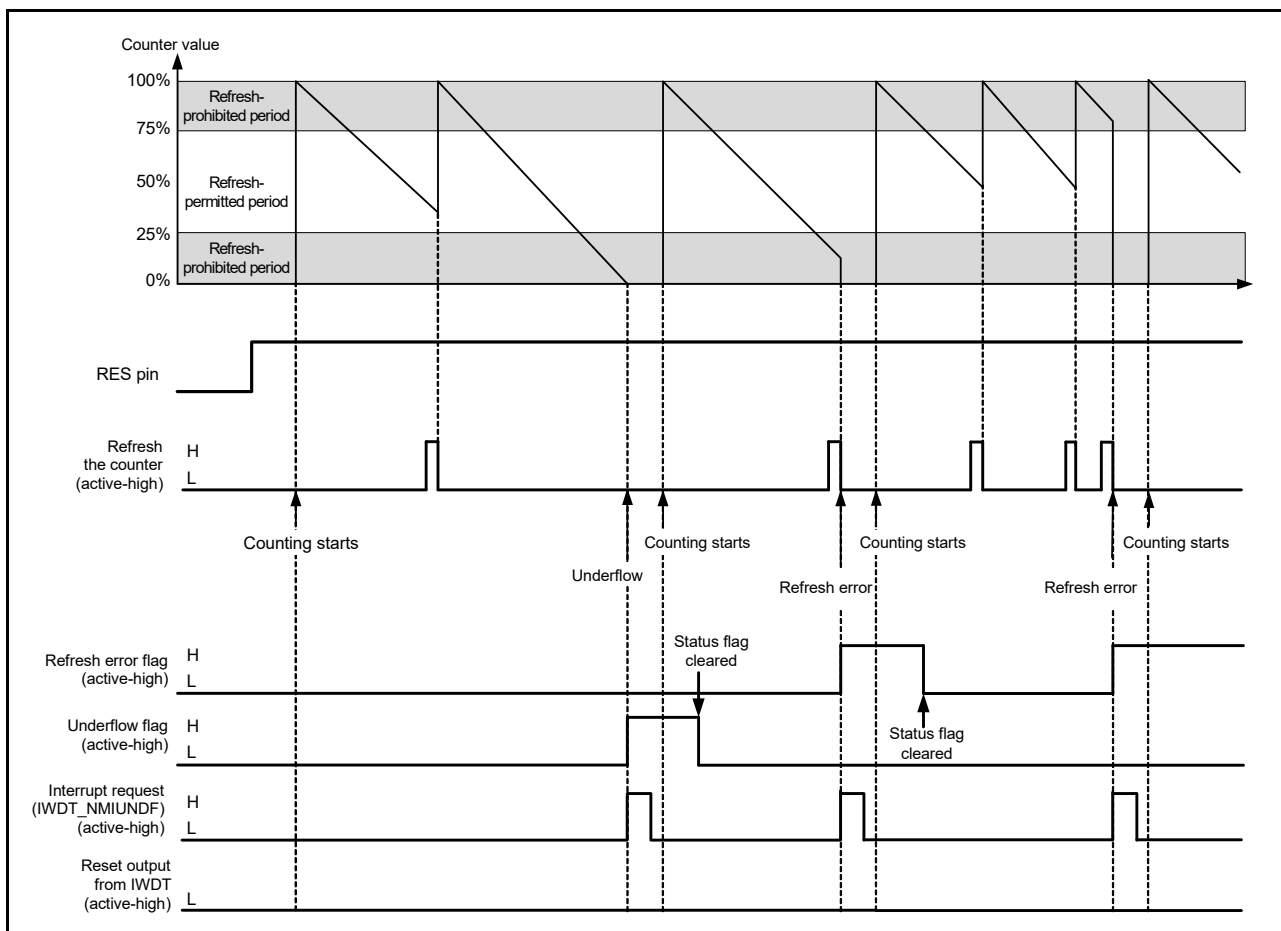 Counter value
100%
Refresh-
prohibited period
75%
50%
Refresh-
permitted period
25%
Refresh-
prohibited period
0%
RES pin
Refresh
the counter
(active-high)
H
L
Counting starts
Counting starts
Counting starts
Counting starts
Underflow
Refresh error
Refresh error
Status flag
cleared
Refresh error flag
(active-high)
H
L
Underflow flag
(active-high)
H
L
Status flag
cleared
Interrupt request
(IWDT_NMIUNDF)
(active-high)
H
L
Reset output
from IWDT
(active-high)
L